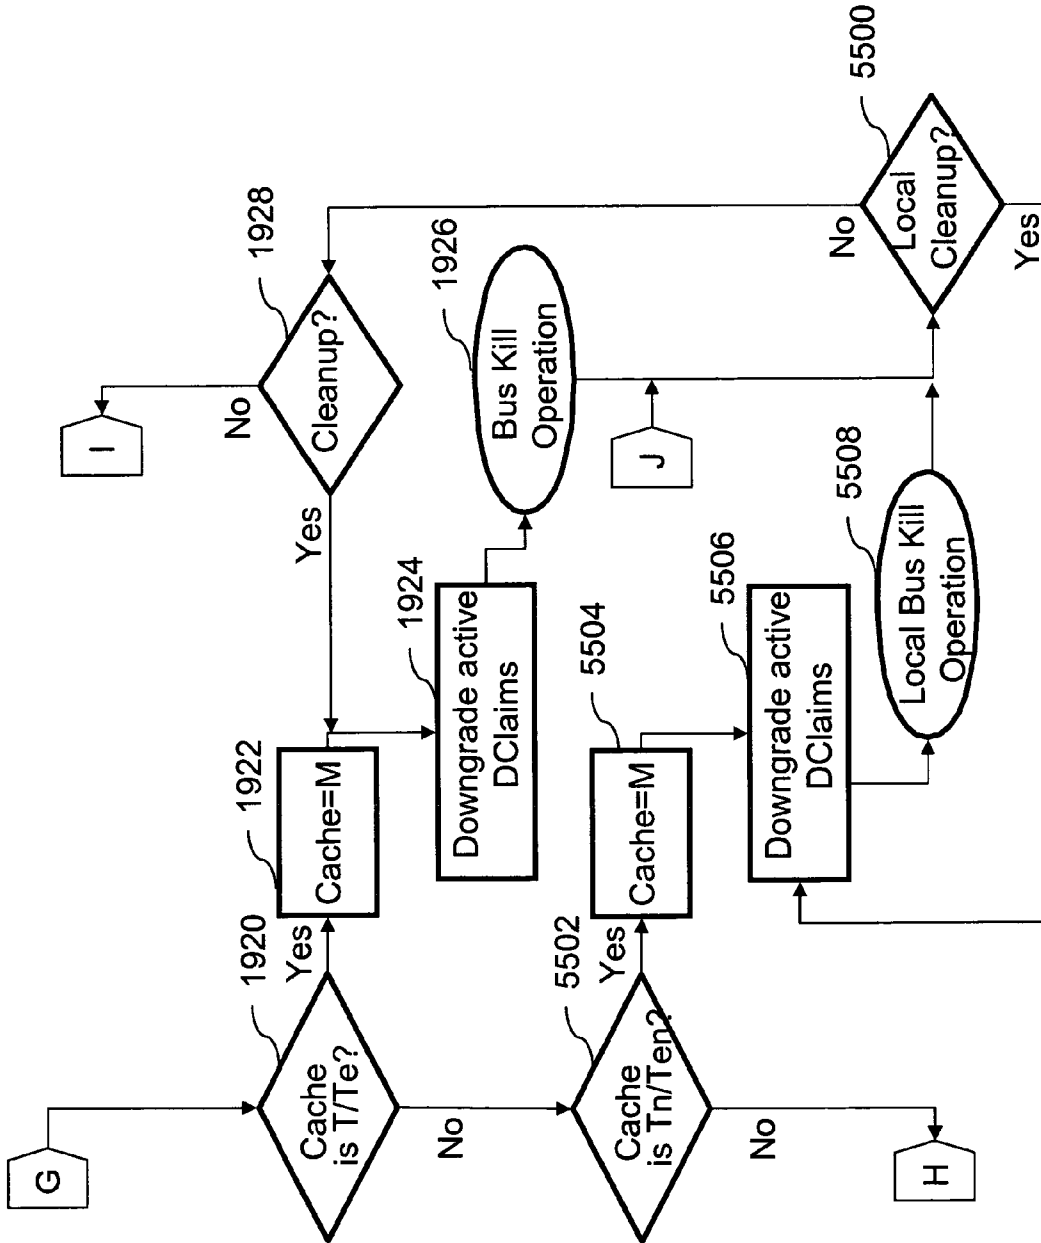 G
1920
Cache
is T/Te?
Yes
No
1922
Cache=M
1924
Downgrade active
DClaims
1926
Bus Kill
Operation
1928
Cleanup?
Yes
No
I
5502
Cache
is Tn/Ten?
Yes
No
H
5504
Cache=M
5506
Downgrade active
DClaims
5508
Local Bus Kill
Operation
J
5500
Local
Cleanup?
No
Yes